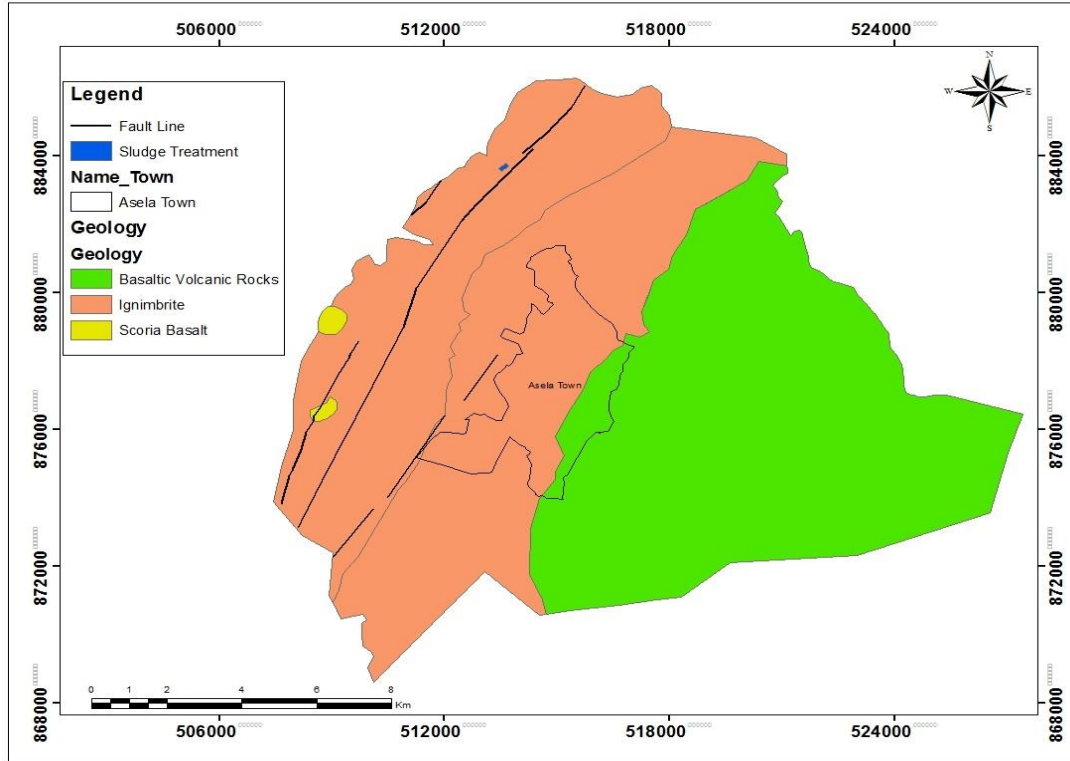 506000 512000 518000 524000
N
W E
S
Legend
Fault Line
Sludge Treatment
Name_Town
Asela Town
Geology
Geology
Basaltic Volcanic Rocks
Ignimbrite
Scoria Basalt
884000 884000
880000 880000
Asela Town
876000 876000
872000 872000
0 1 2 4 6 8
Km
868000 868000
506000 512000 518000 524000